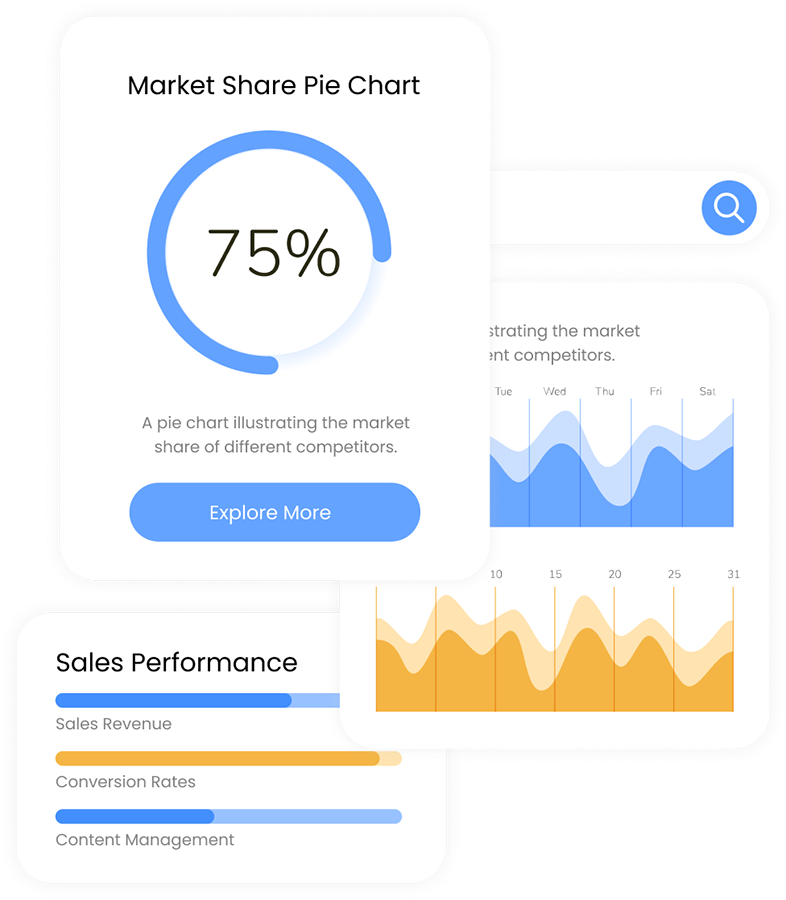 Market Share Pie Chart
75%
A pie chart illustrating the market
share of different competitors.
Explore More
strating the market
ent competitors.
Tue Wed Thu Fri Sat
10 15 20 25 31
Sales Performance
Sales Revenue
Conversion Rates
Content Management